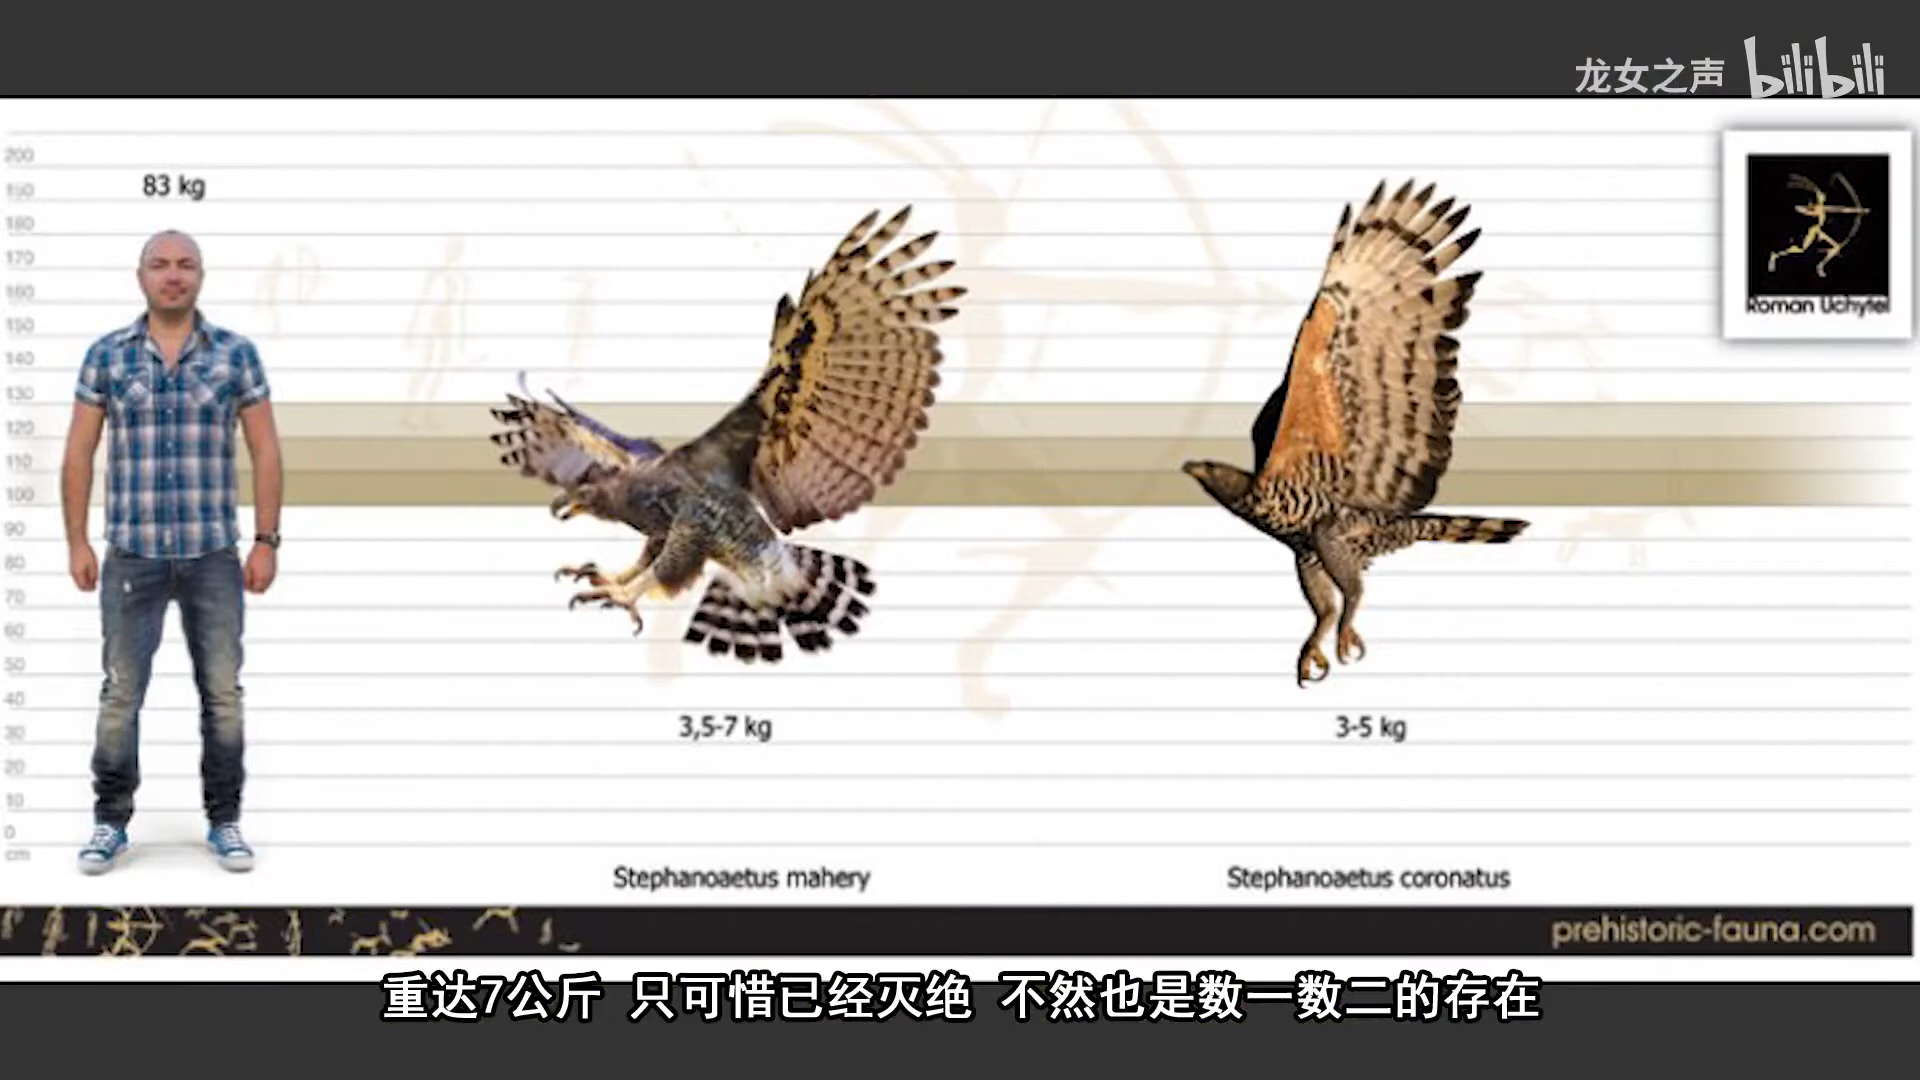 龙女之声 bilibili
200
190
180
170
160
150
140
130
120
110
100
90
80
70
60
50
40
30
20
10
0
cm
83 kg
Roman Uchytel
3,5-7 kg
3-5 kg
Stephanoaetus mahery
Stephanoaetus coronatus
prehistoric-fauna.com
重达7公斤 只可惜已经灭绝 不然也是数一数二的存在